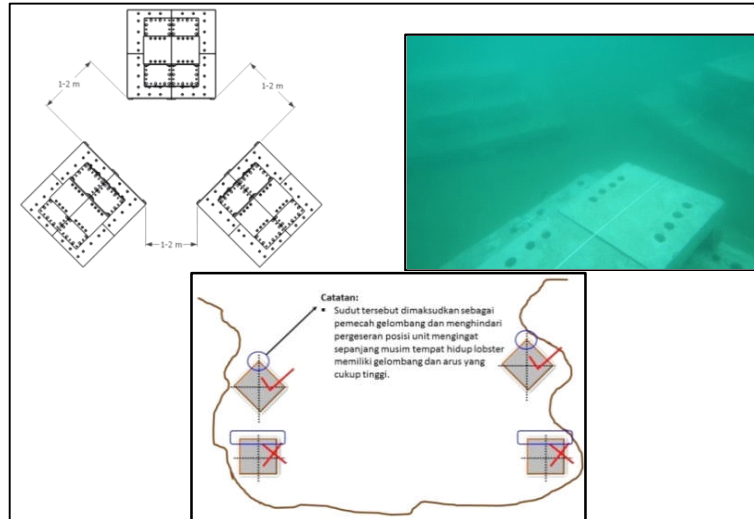 1-2 m
1-2 m
1-2 m
Catatan:
▪ Sudut tersebut dimaksudkan sebagai
pemecah gelombang dan menghindari
pergeseran posisi unit mengingat
sepanjang musim tempat hidup lobster
memiliki gelombang dan arus yang
cukup tinggi.